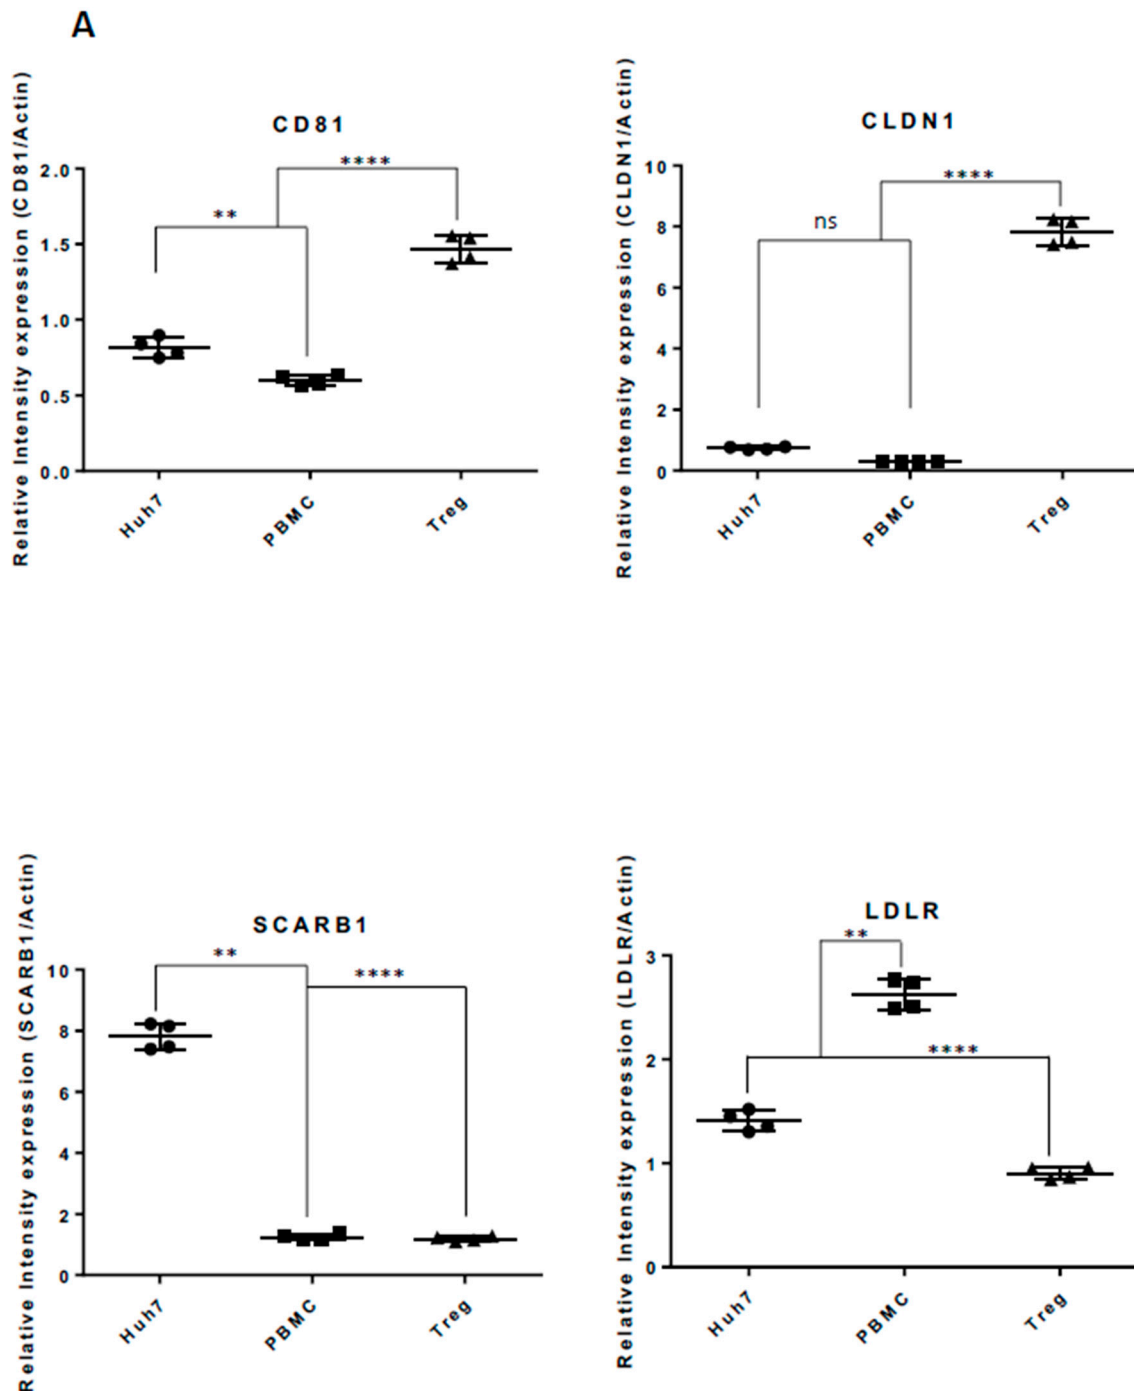 A
CD81
Relative Intensity expression (CD81/Actin)
2.0
1.5
1.0
0.5
0.0
**
****
Huh7
PBMC
Treg
CLDN1
Relative Intensity expression (CLDN1/Actin)
10
8
6
4
2
0
ns
****
Huh7
PBMC
Treg
SCARB1
Relative Intensity expression (SCARB1/Actin)
10
8
6
4
2
0
**
****
Huh7
PBMC
Treg
LDLR
Relative Intensity expression (LDLR/Actin)
3
2
1
0
**
****
Huh7
PBMC
Treg